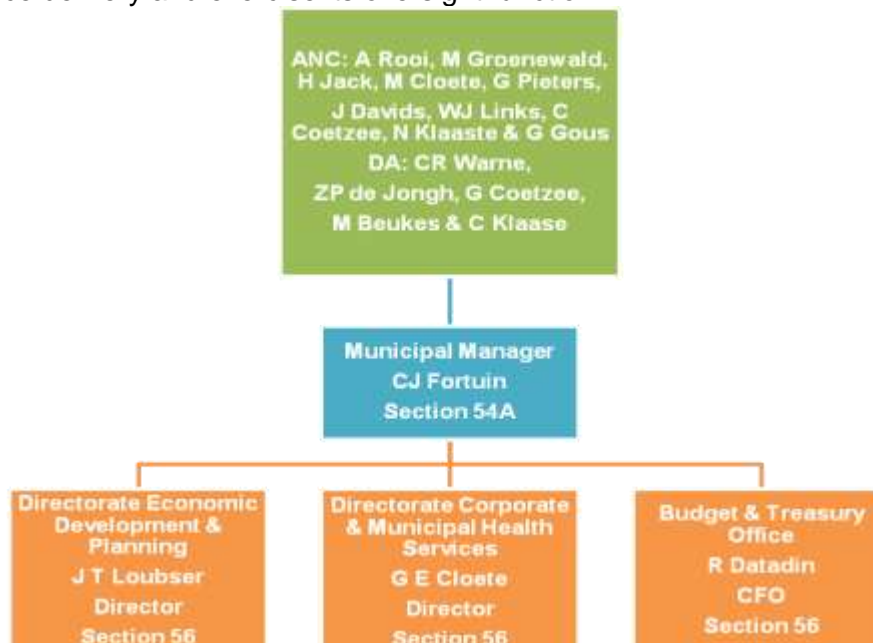 ANC: A Rooi, M Groenewald,
H Jack, M Cloete, G Pieters,
J Davids, WJ Links, C
Coetzee, N Klaaste & G Gous
DA: CR Warne,
ZP de Jongh, G Coetzee,
M Beukes & C Klaase
Municipal Manager
CJ Fortuin
Section 54A
Directorate Economic
Development &
Planning
J T Loubser
Director
Section 56
Directorate Corporate
& Municipal Health
Services
G E Cloete
Director
Section 56
Budget & Treasury
Office
R Datadin
CFO
Section 56